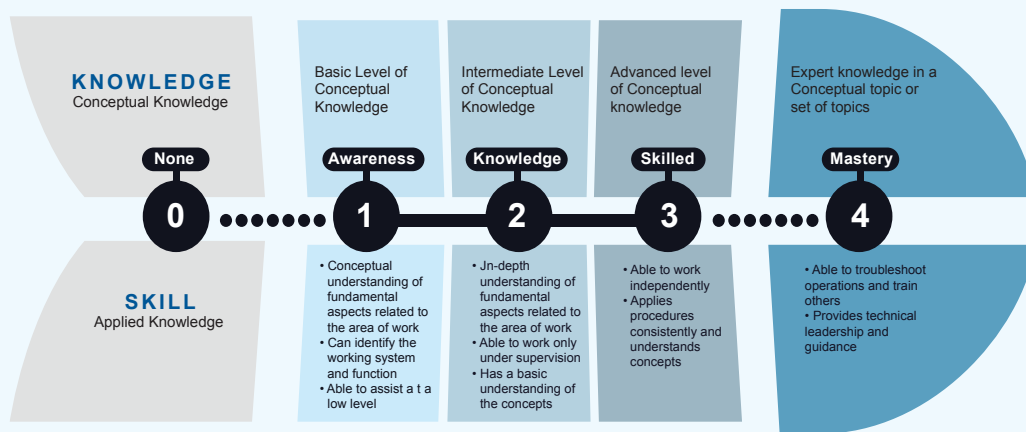 KNOWLEDGE
Conceptual Knowledge
Basic Level of
Conceptual
Knowledge
Intermediate Level
of Conceptual
Knowledge
Advanced level
of Conceptual
knowledge
Expert knowledge in a
Conceptual topic or
set of topics
None
Awareness
Knowledge
Skilled
Mastery
0
1
2
3
4
SKILL
Applied Knowledge
• Conceptual
understanding of
fundamental
aspects related to
the area of work
• Can identify the
working system
and function
• Able to assist a t a
low level
• Jn-depth
understanding of
fundamental
aspects related to
the area of work
• Able to work only
under supervision
• Has a basic
understanding of
the concepts
• Able to work
independently
• Applies
procedures
consistently and
understands
concepts
• Able to troubleshoot
operations and train
others
• Provides technical
leadership and
guidance